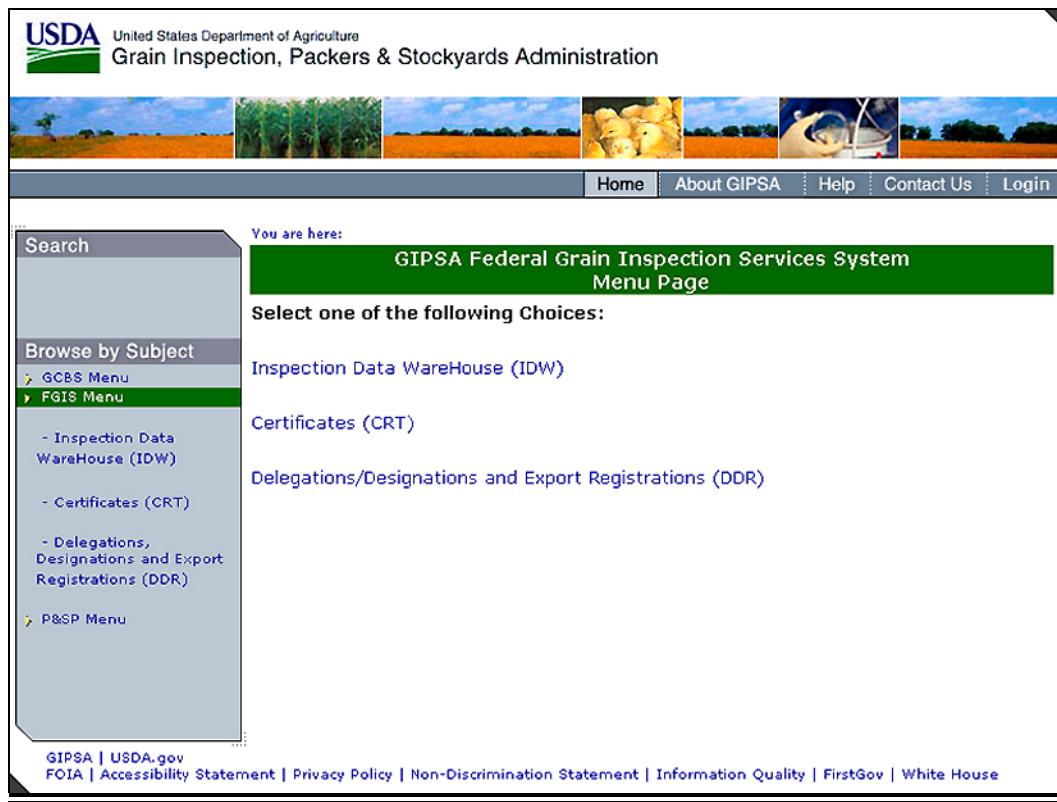 USDA
United States Department of Agriculture
Grain Inspection, Packers & Stockyards Administration
Home About GIPSA Help Contact Us Login
Search
Browse by Subject
GCBS Menu
FGIS Menu
- Inspection Data
WareHouse (IDW)
- Certificates (CRT)
- Delegations,
Designations and Export
Registrations (DDR)
P&SP Menu
You are here:
GIPSA Federal Grain Inspection Services System
Menu Page
Select one of the following Choices:
Inspection Data WareHouse (IDW)
Certificates (CRT)
Delegations/Designations and Export Registrations (DDR)
GIPSA | USDA.gov
FOIA | Accessibility Statement | Privacy Policy | Non-Discrimination Statement | Information Quality | FirstGov | White House